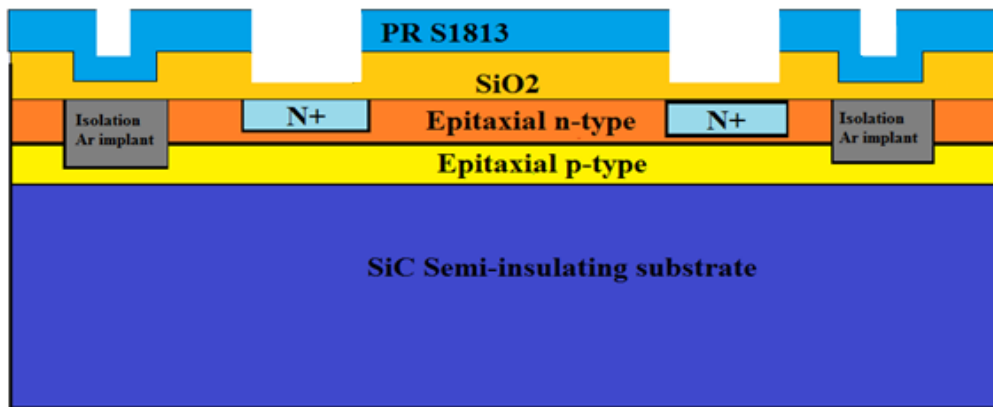 PR S1813
SiO2
Isolation
Ar implant
N+
Epitaxial n-type
N+
Isolation
Ar implant
Epitaxial p-type
SiC Semi-insulating substrate